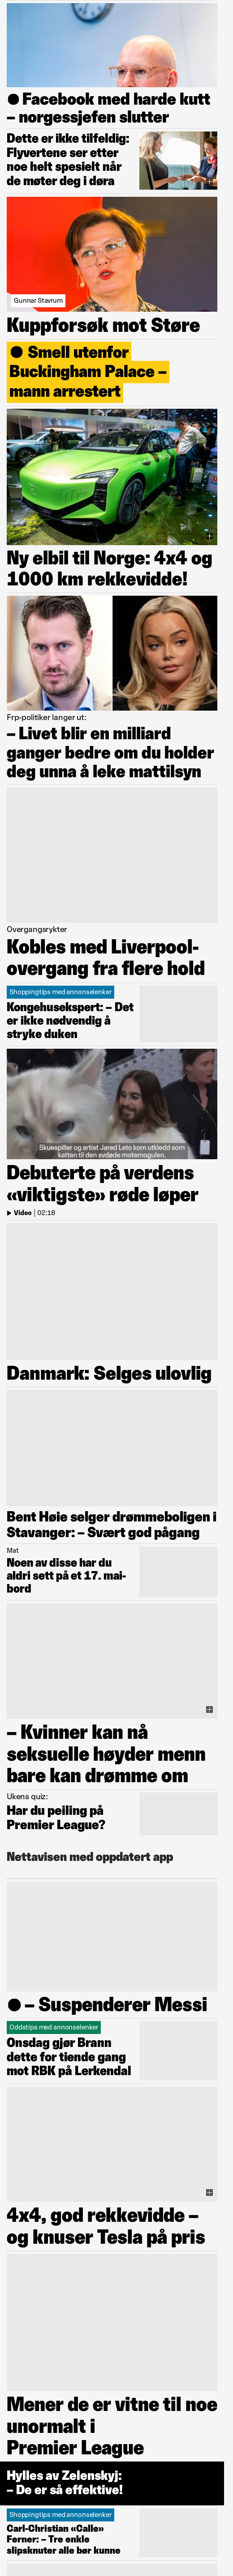 ● Facebook med harde kutt
– norgessjefen slutter
Dette er ikke tilfeldig:
Flyvertene ser etter
noe helt spesielt når
de møter deg i døra
Gunnar Stavrum
Kuppforsøk mot Støre
● Smell utenfor
Buckingham Palace –
mann arrestert
Ny elbil til Norge: 4x4 og
1000 km rekkevidde!
Frp-politiker langer ut:
– Livet blir en milliard
ganger bedre om du holder
deg unna å leke mattilsyn
Overgangsrykter
Kobles med Liverpool-
overgang fra flere hold
Shoppingtips med annonselenker
Kongehusekspert: – Det
er ikke nødvendig å
stryke duken
Skuespiller og artist Jared Leto kom utkledd som
katten til den avdøde motemogulen.
Debuterte på verdens
«viktigste» røde løper
Video | 02:18
Danmark: Selges ulovlig
Bent Høie selger drømmeboligen i
Stavanger: – Svært god pågang
Mat
Noen av disse har du
aldri sett på et 17. mai-
bord
– Kvinner kan nå
seksuelle høyder menn
bare kan drømme om
Ukens quiz:
Har du peiling på
Premier League?
Nettavisen med oppdatert app
● – Suspenderer Messi
Oddstips med annonselenker
Onsdag gjør Brann
dette for tiende gang
mot RBK på Lerkendal
4x4, god rekkevidde –
og knuser Tesla på pris
Mener de er vitne til noe
unormalt i
Premier League
Hylles av Zelenskyj:
– De er så effektive!
Shoppingtips med annonselenker
Carl-Christian «Calle»
Ferner: – Tre enkle
slipsknuter alle bør kunne